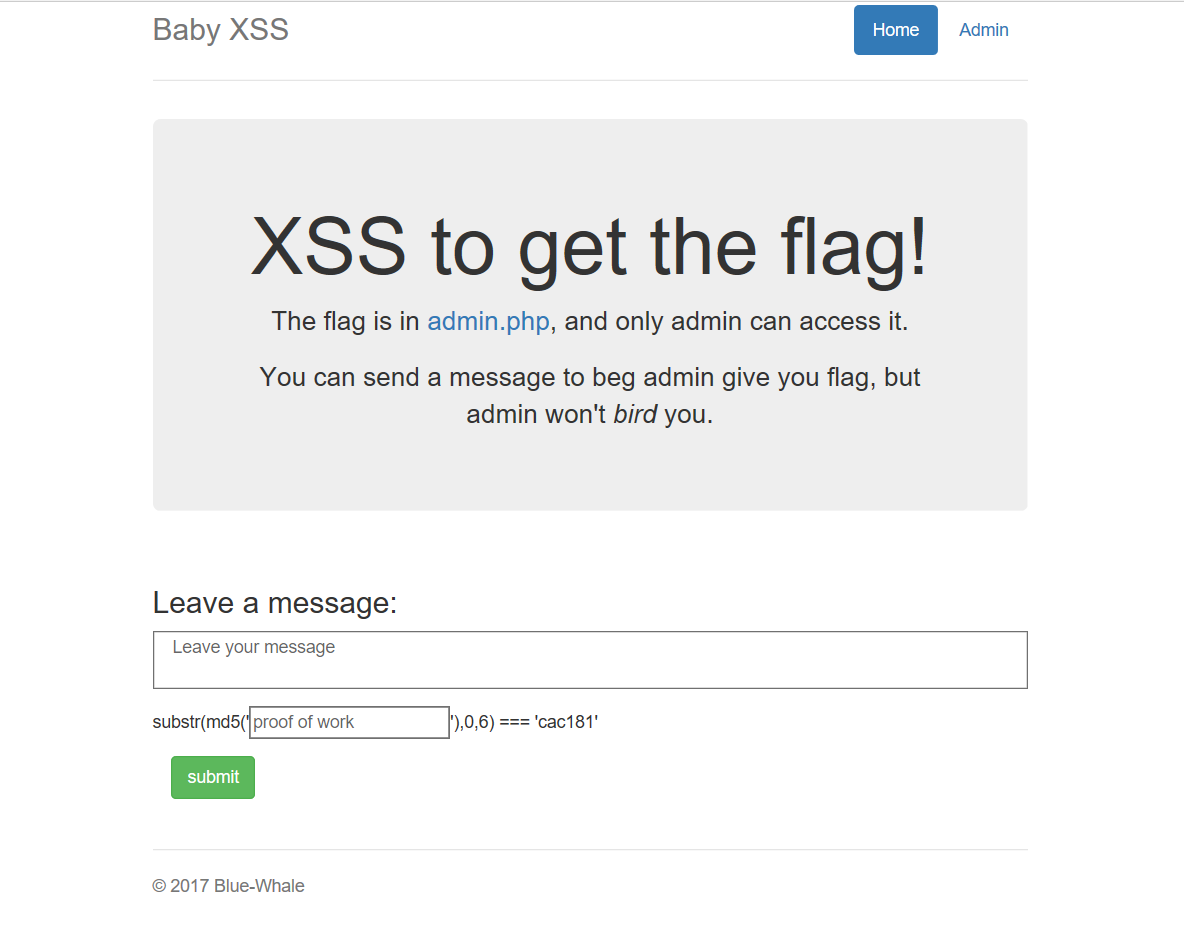 Baby XSS
Home
Admin
XSS to get the flag!
The flag is in admin.php, and only admin can access it.
You can send a message to beg admin give you flag, but
admin won't bird you.
Leave a message:
Leave your message
substr(md5('proof of work'),0,6) === 'cac181'
submit
© 2017 Blue-Whale